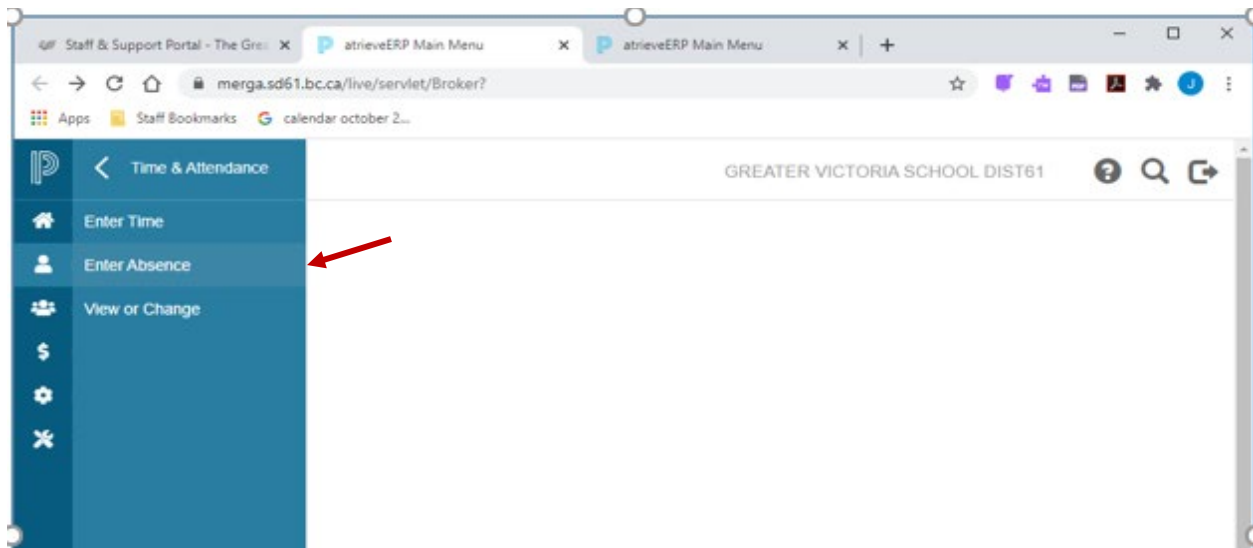 Staff & Support Portal - The Gre
atrieveERP Main Menu
atrieveERP Main Menu
merga.sd61.bc.ca/live/servlet/Broker?
Apps
Staff Bookmarks
calendar october 2...
Time & Attendance
GREATER VICTORIA SCHOOL DIST61
Enter Time
Enter Absence
View or Change